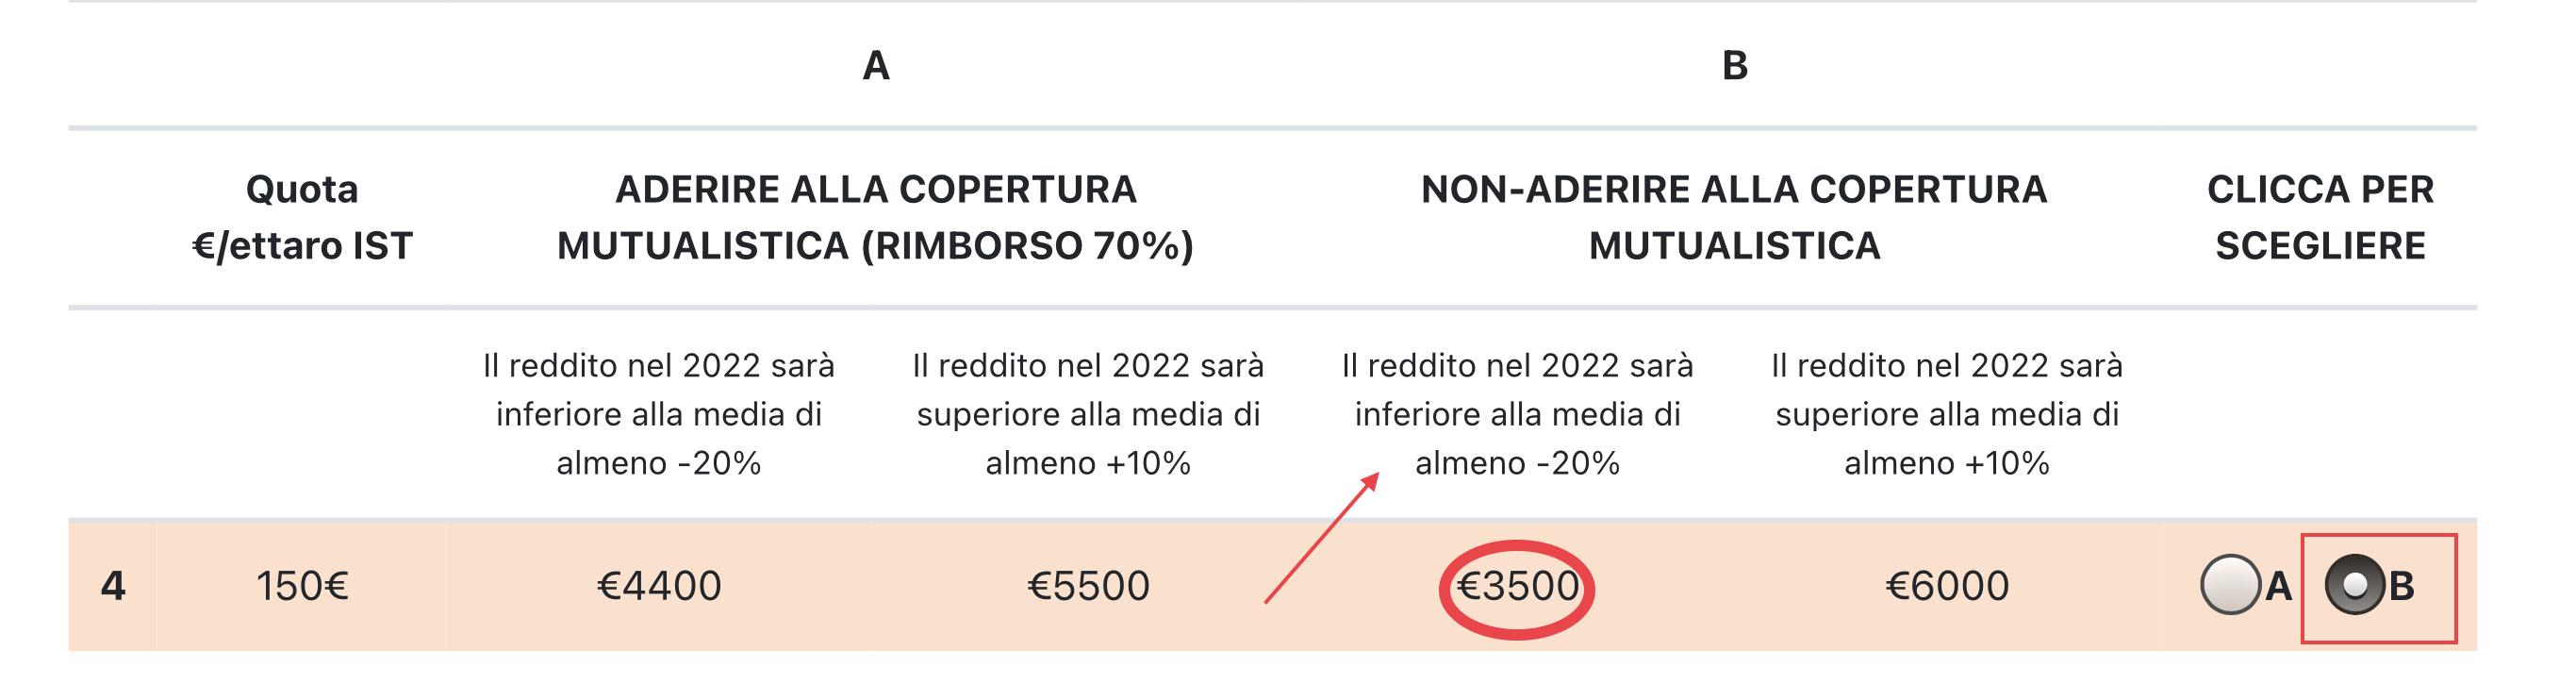 A B
Quota ADERIRE ALLA COPERTURA NON-ADERIRE ALLA COPERTURA CLICCA PER
€/ettaro IST MUTUALISTICA (RIMBORSO 70%) MUTUALISTICA SCEGLIERE
Il reddito nel 2022 sarà Il reddito nel 2022 sarà Il reddito nel 2022 sarà Il reddito nel 2022 sarà
inferiore alla media di superiore alla media di inferiore alla media di superiore alla media di
almeno -20% almeno +10% almeno -20% almeno +10%
4 150€ €4400 €5500 €3500 €6000 A B